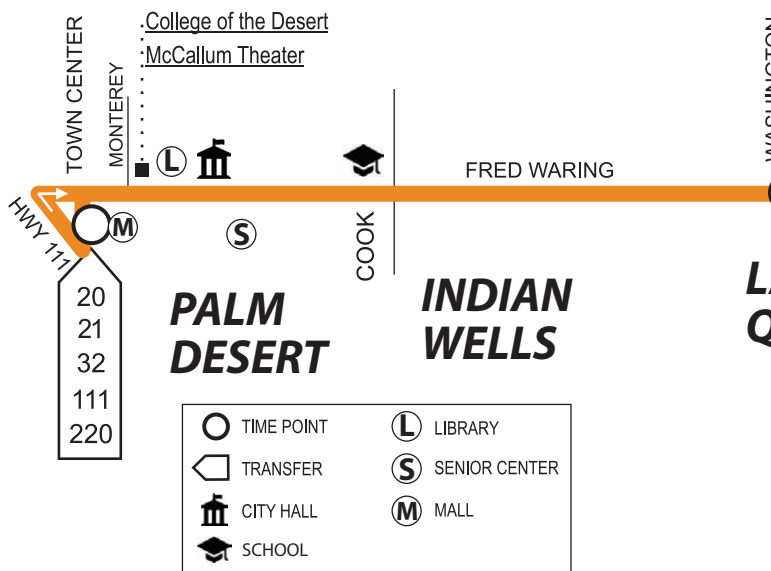 College of the Desert
McCallum Theater
TOWN CENTER
MONTEREY
L
FRED WARING
HWY 111
M
S
COOK
20
21
32
111
220
PALM
DESERT
INDIAN
WELLS
TIME POINT
L LIBRARY
TRANSFER
S SENIOR CENTER
CITY HALL
M MALL
SCHOOL